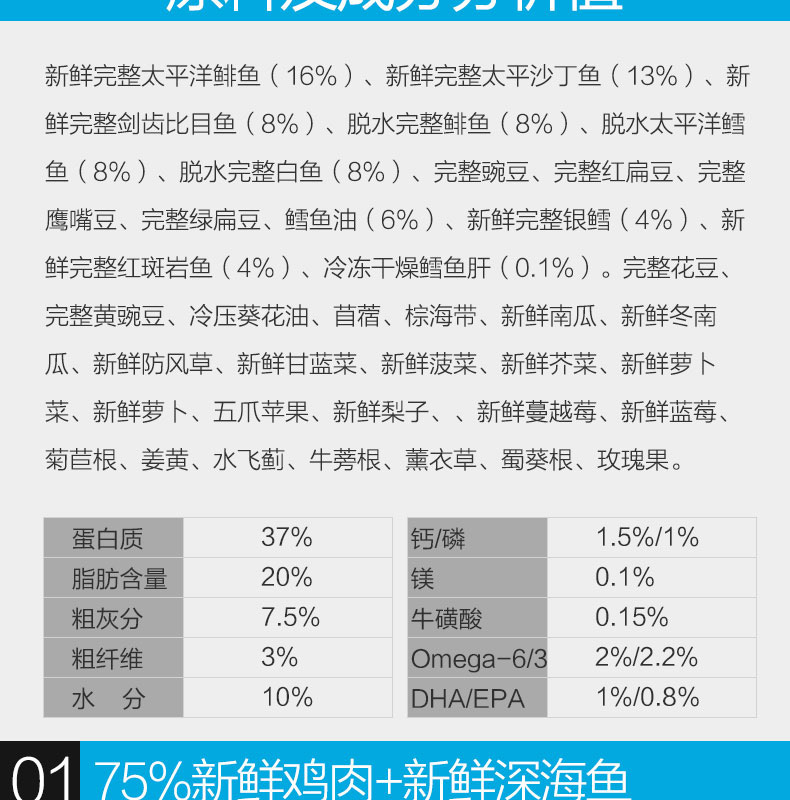 原料及成分分析值
新鲜完整太平洋鲱鱼（16%）、新鲜完整太平沙丁鱼（13%）、新
鲜完整剑齿比目鱼（8%）、脱水完整鲱鱼（8%）、脱水太平洋鳕
鱼（8%）、脱水完整白鱼（8%）、完整豌豆、完整红扁豆、完整
鹰嘴豆、完整绿扁豆、鳕鱼油（6%）、新鲜完整银鳕（4%）、新
鲜完整红斑岩鱼（4%）、冷冻干燥鳕鱼肝（0.1%）。完整花豆、
完整黄豌豆、冷压葵花油、苜蓿、棕海带、新鲜南瓜、新鲜冬南
瓜、新鲜防风草、新鲜甘蓝菜、新鲜菠菜、新鲜芥菜、新鲜萝卜
菜、新鲜萝卜、五爪苹果、新鲜梨子、、新鲜蔓越莓、新鲜蓝莓、
菊苣根、姜黄、水飞蓟、牛蒡根、薰衣草、蜀葵根、玫瑰果。
蛋白质 37%
脂肪含量 20%
粗灰分 7.5%
粗纤维 3%
水 分 10%
钙/磷 1.5%/1%
镁 0.1%
牛磺酸 0.15%
Omega-6/3 2%/2.2%
DHA/EPA 1%/0.8%
01 75%新鲜鸡肉+新鲜深海鱼